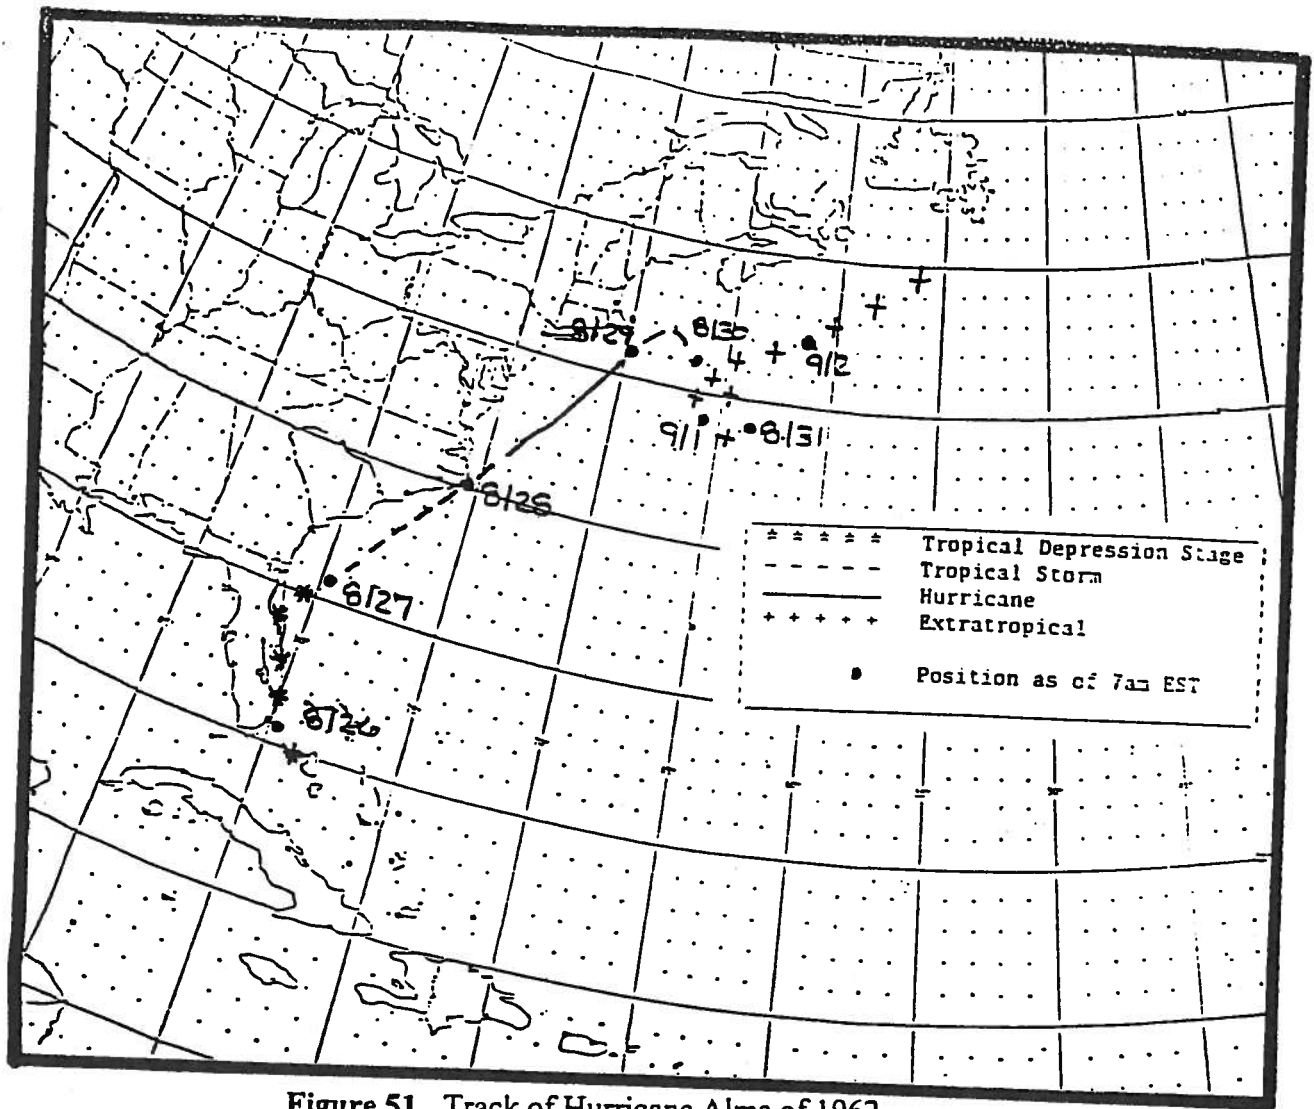 8/29
8/30
9/2
9/1
8/31
8/28
8/27
8/26
Tropical Depression Stage
Tropical Storm
Hurricane
Extratropical
Position as of 7am EST
Figure 51 Track of Hurricane Alma of 1962